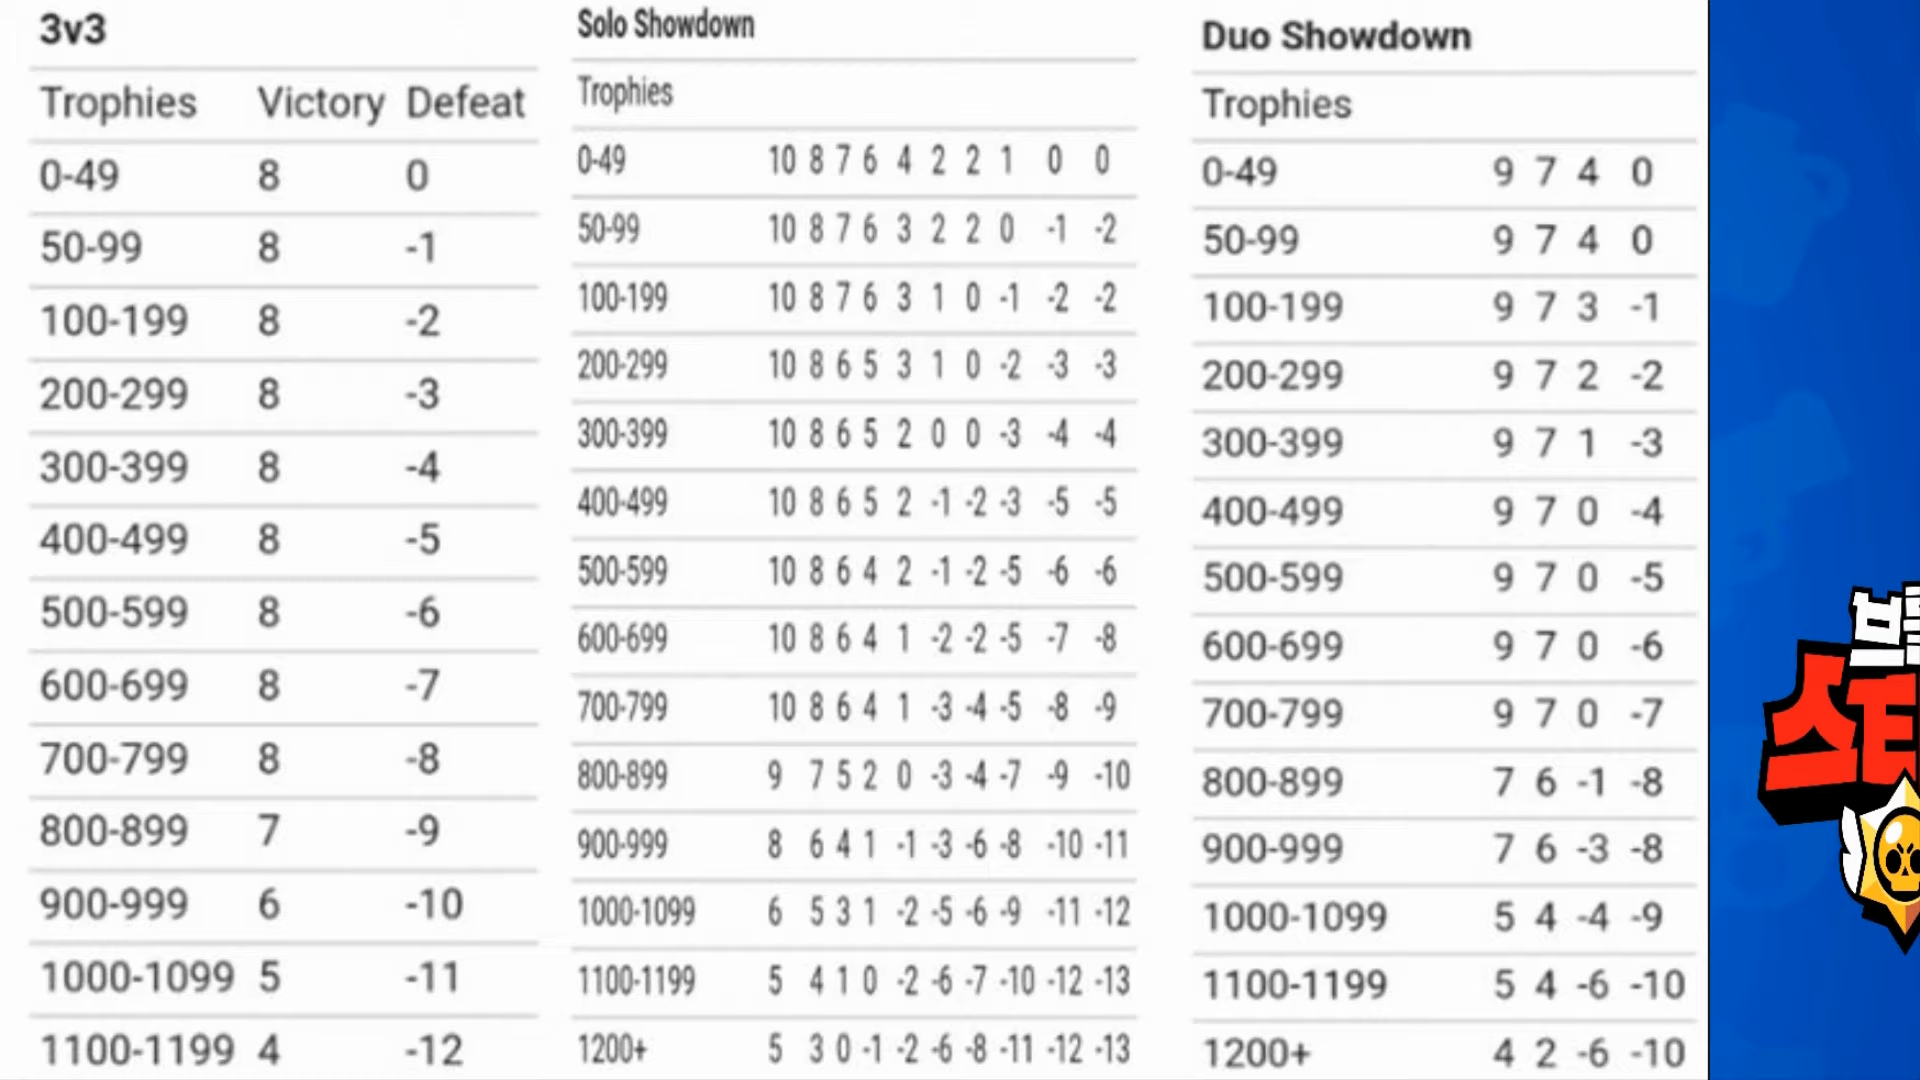 3v3
Trophies Victory Defeat
0-49 8 0
50-99 8 -1
100-199 8 -2
200-299 8 -3
300-399 8 -4
400-499 8 -5
500-599 8 -6
600-699 8 -7
700-799 8 -8
800-899 7 -9
900-999 6 -10
1000-1099 5 -11
1100-1199 4 -12
Solo Showdown
Trophies
0-49 10 8 7 6 4 2 2 1 0 0
50-99 10 8 7 6 3 2 2 0 -1 -2
100-199 10 8 7 6 3 1 0 -1 -2 -2
200-299 10 8 6 5 3 1 0 -2 -3 -3
300-399 10 8 6 5 2 0 0 -3 -4 -4
400-499 10 8 6 5 2 -1 -2 -3 -5 -5
500-599 10 8 6 4 2 -1 -2 -5 -6 -6
600-699 10 8 6 4 1 -2 -2 -5 -7 -8
700-799 10 8 6 4 1 -3 -4 -5 -8 -9
800-899 9 7 5 2 0 -3 -4 -7 -9 -10
900-999 8 6 4 1 -1 -3 -6 -8 -10 -11
1000-1099 6 5 3 1 -2 -5 -6 -9 -11 -12
1100-1199 5 4 1 0 -2 -6 -7 -10 -12 -13
1200+ 5 3 0 -1 -2 -6 -8 -11 -12 -13
Duo Showdown
Trophies
0-49 9 7 4 0
50-99 9 7 4 0
100-199 9 7 3 -1
200-299 9 7 2 -2
300-399 9 7 1 -3
400-499 9 7 0 -4
500-599 9 7 0 -5
600-699 9 7 0 -6
700-799 9 7 0 -7
800-899 7 6 -1 -8
900-999 7 6 -3 -8
1000-1099 5 4 -4 -9
1100-1199 5 4 -6 -10
1200+ 4 2 -6 -10